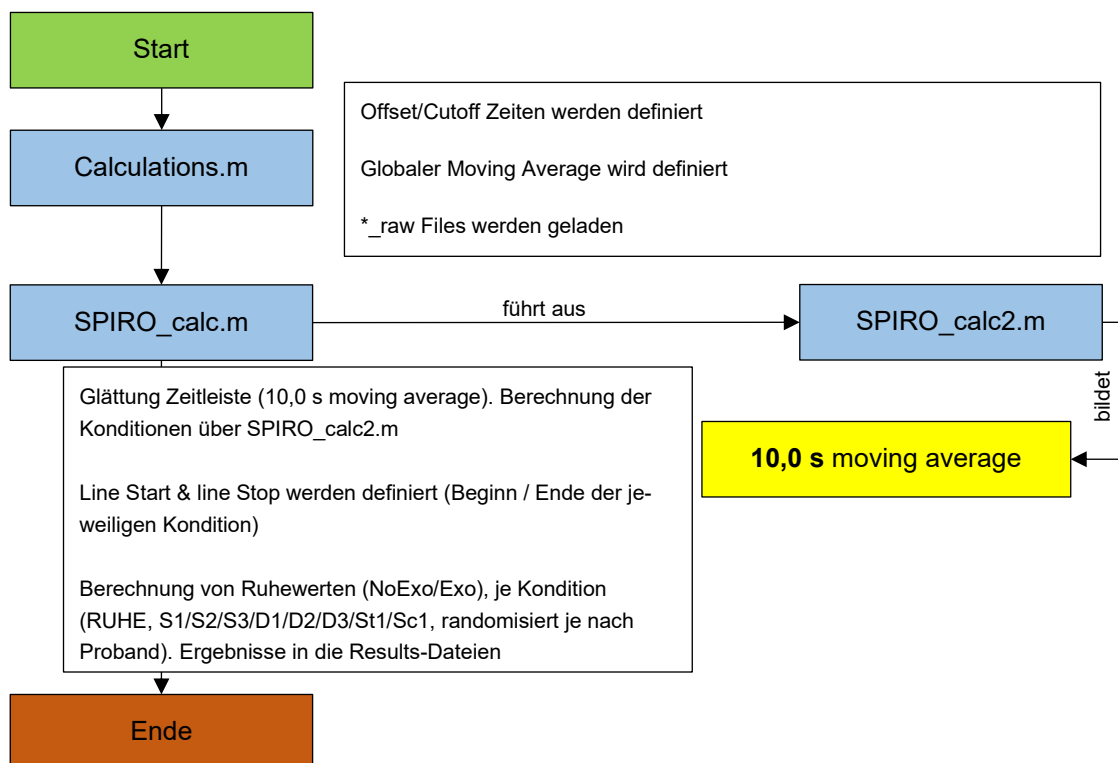 Start
Offset/Cutoff Zeiten werden definiert
Calculations.m
Globaler Moving Average wird definiert
*_raw Files werden geladen
SPIRO_calc.m
führt aus
SPIRO_calc2.m
bildet
Glättung Zeitleiste (10,0 s moving average). Berechnung der
Konditionen über SPIRO_calc2.m
10,0 s moving average
Line Start & line Stop werden definiert (Beginn / Ende der je-
weiligen Kondition)
Berechnung von Ruhewerten (NoExo/Exo), je Kondition
(RUHE, S1/S2/S3/D1/D2/D3/St1/Sc1, randomisiert je nach
Proband). Ergebnisse in die Results-Dateien
Ende